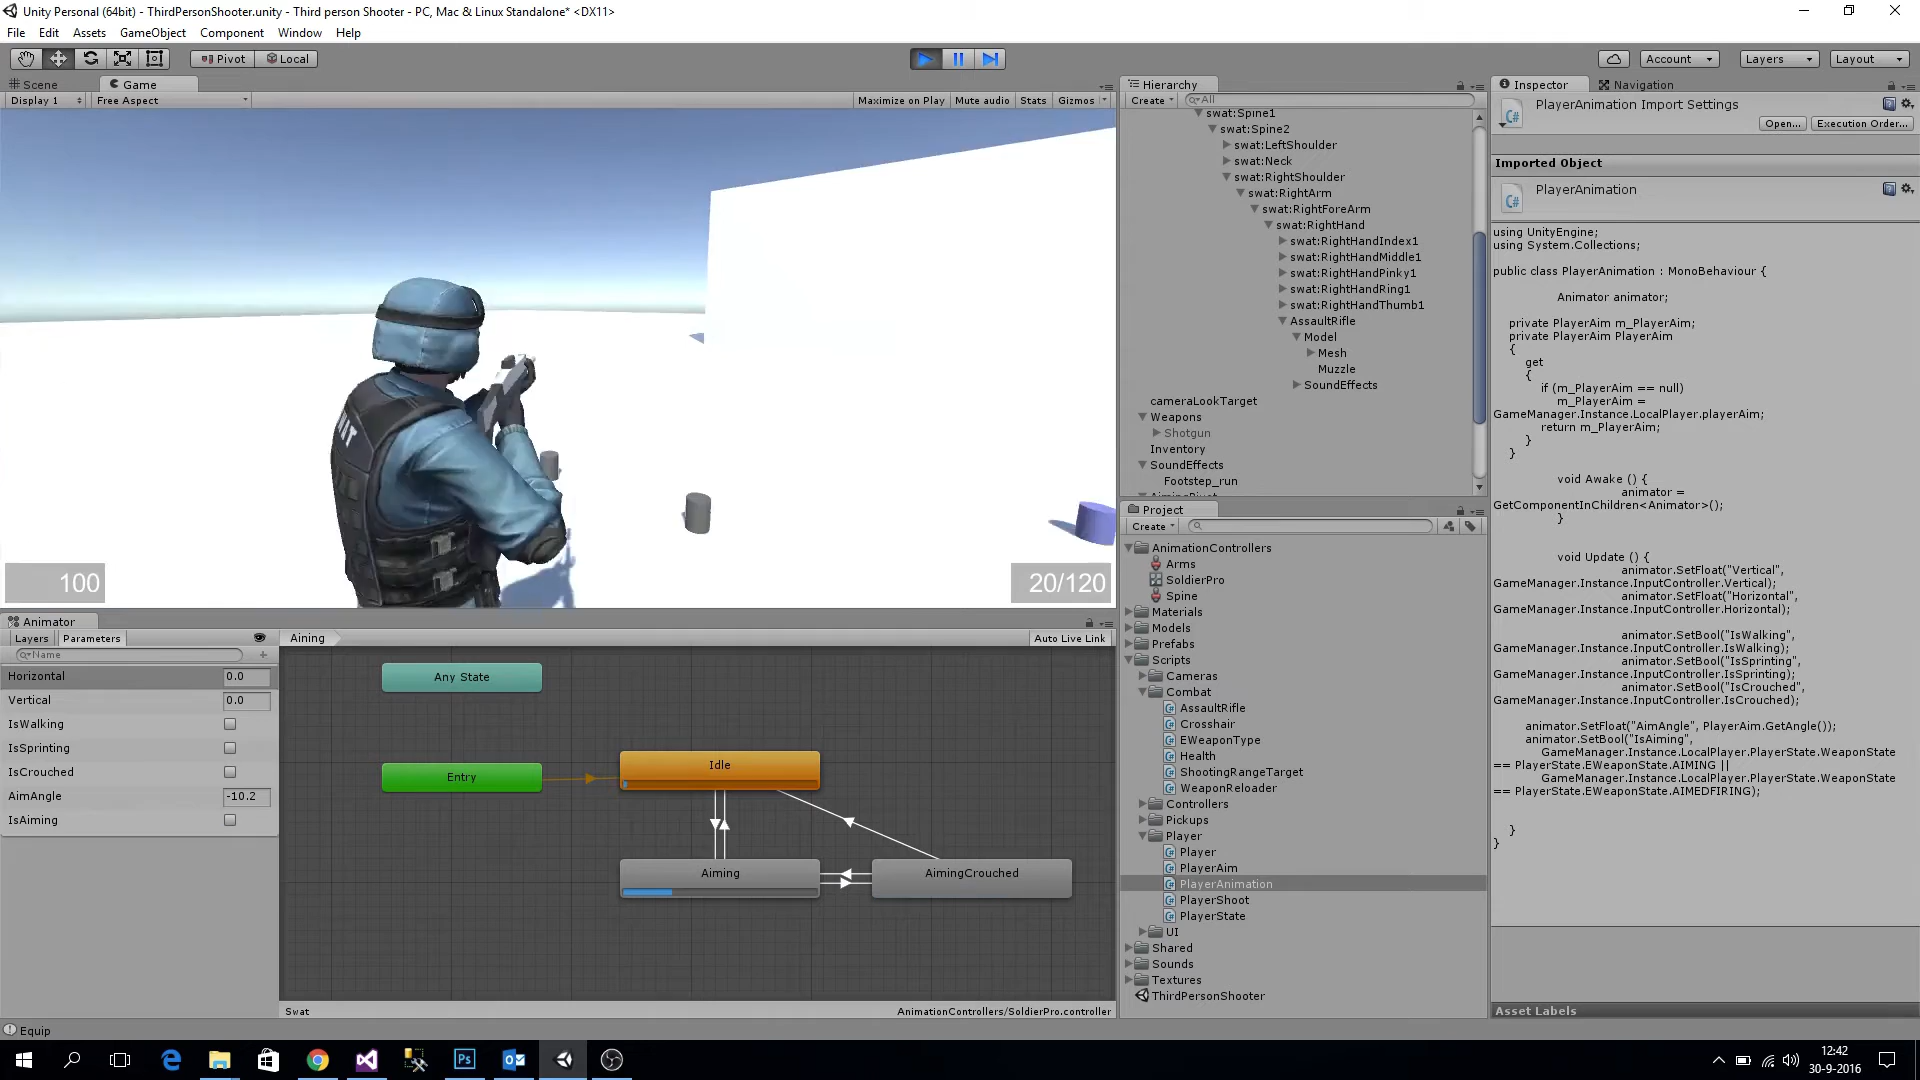 Unity Personal (64bit) - ThirdPersonShooter.unity - Third person Shooter - PC, Mac & Linux Standalone* <DX11>
File Edit Assets GameObject Component Window Help
Pivot Local
Account Layers Layout
Scene Game
Display 1 Free Aspect
Maximize on Play Mute audio Stats Gizmos
100
20/120
Animator
Layers Parameters
Name
Horizontal 0.0
Vertical 0.0
IsWalking
IsSprinting
IsCrouched
AimAngle -10.2
IsAiming
Aining
Auto Live Link
Any State
Entry
Idle
Aiming
AimingCrouched
Swat
AnimationControllers/SoldierPro.controller
Hierarchy
Create All
swat:Spine1
swat:Spine2
swat:LeftShoulder
swat:Neck
swat:RightShoulder
swat:RightArm
swat:RightForeArm
swat:RightHand
swat:RightHandIndex1
swat:RightHandMiddle1
swat:RightHandPinky1
swat:RightHandRing1
swat:RightHandThumb1
AssaultRifle
Model
Mesh
Muzzle
SoundEffects
cameraLookTarget
Weapons
Shotgun
Inventory
SoundEffects
Footstep_run
Project
Create
AnimationControllers
Arms
SoldierPro
Spine
Materials
Models
Prefabs
Scripts
Cameras
Combat
AssaultRifle
Crosshair
EWeaponType
Health
ShootingRangeTarget
WeaponReloader
Controllers
Pickups
Player
Player
PlayerAim
PlayerAnimation
PlayerShoot
PlayerState
UI
Shared
Sounds
Textures
ThirdPersonShooter
Inspector Navigation
PlayerAnimation Import Settings
Open... Execution Order...
Imported Object
PlayerAnimation
using UnityEngine;
using System.Collections;
public class PlayerAnimation : MonoBehaviour {
Animator animator;
private PlayerAim m_PlayerAim;
private PlayerAim PlayerAim
{
get
{
if (m_PlayerAim == null)
m_PlayerAim =
GameManager.Instance.LocalPlayer.playerAim;
return m_PlayerAim;
}
}
void Awake () {
animator =
GetComponentInChildren<Animator>();
}
void Update () {
animator.SetFloat("Vertical",
GameManager.Instance.InputController.Vertical);
animator.SetFloat("Horizontal",
GameManager.Instance.InputController.Horizontal);
animator.SetBool("IsWalking",
GameManager.Instance.InputController.IsWalking);
animator.SetBool("IsSprinting",
GameManager.Instance.InputController.IsSprinting);
animator.SetBool("IsCrouched",
GameManager.Instance.InputController.IsCrouched);
animator.SetFloat("AimAngle", PlayerAim.GetAngle());
animator.SetBool("IsAiming",
GameManager.Instance.LocalPlayer.PlayerState.WeaponState
== PlayerState.EWeaponState.AIMING ||
GameManager.Instance.LocalPlayer.PlayerState.WeaponState
== PlayerState.EWeaponState.AIMEDFIRING);
}
}
Asset Labels
Equip
12:42
30-9-2016